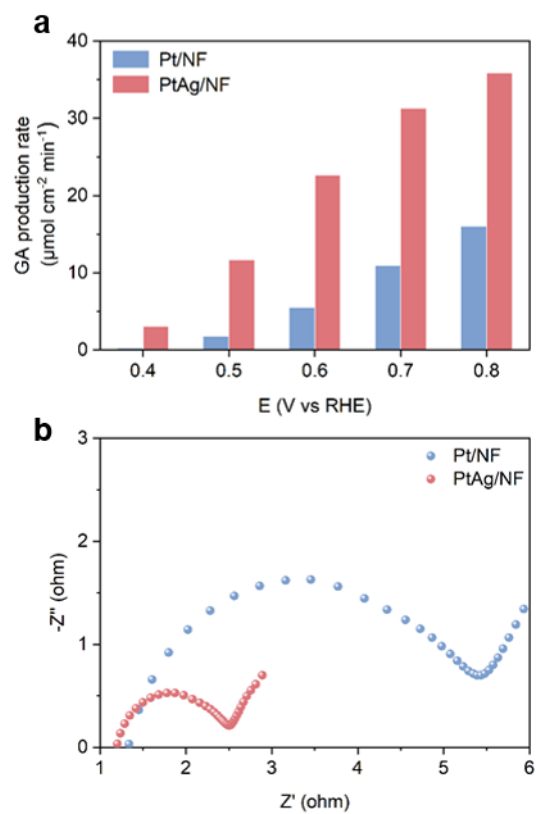 a
40
30
20
10
0
GA production rate
(μmol cm⁻² min⁻¹)
Pt/NF
PtAg/NF
0.4 0.5 0.6 0.7 0.8
E (V vs RHE)
b
3
2
1
0
-Z" (ohm)
Pt/NF
PtAg/NF
1 2 3 4 5 6
Z' (ohm)